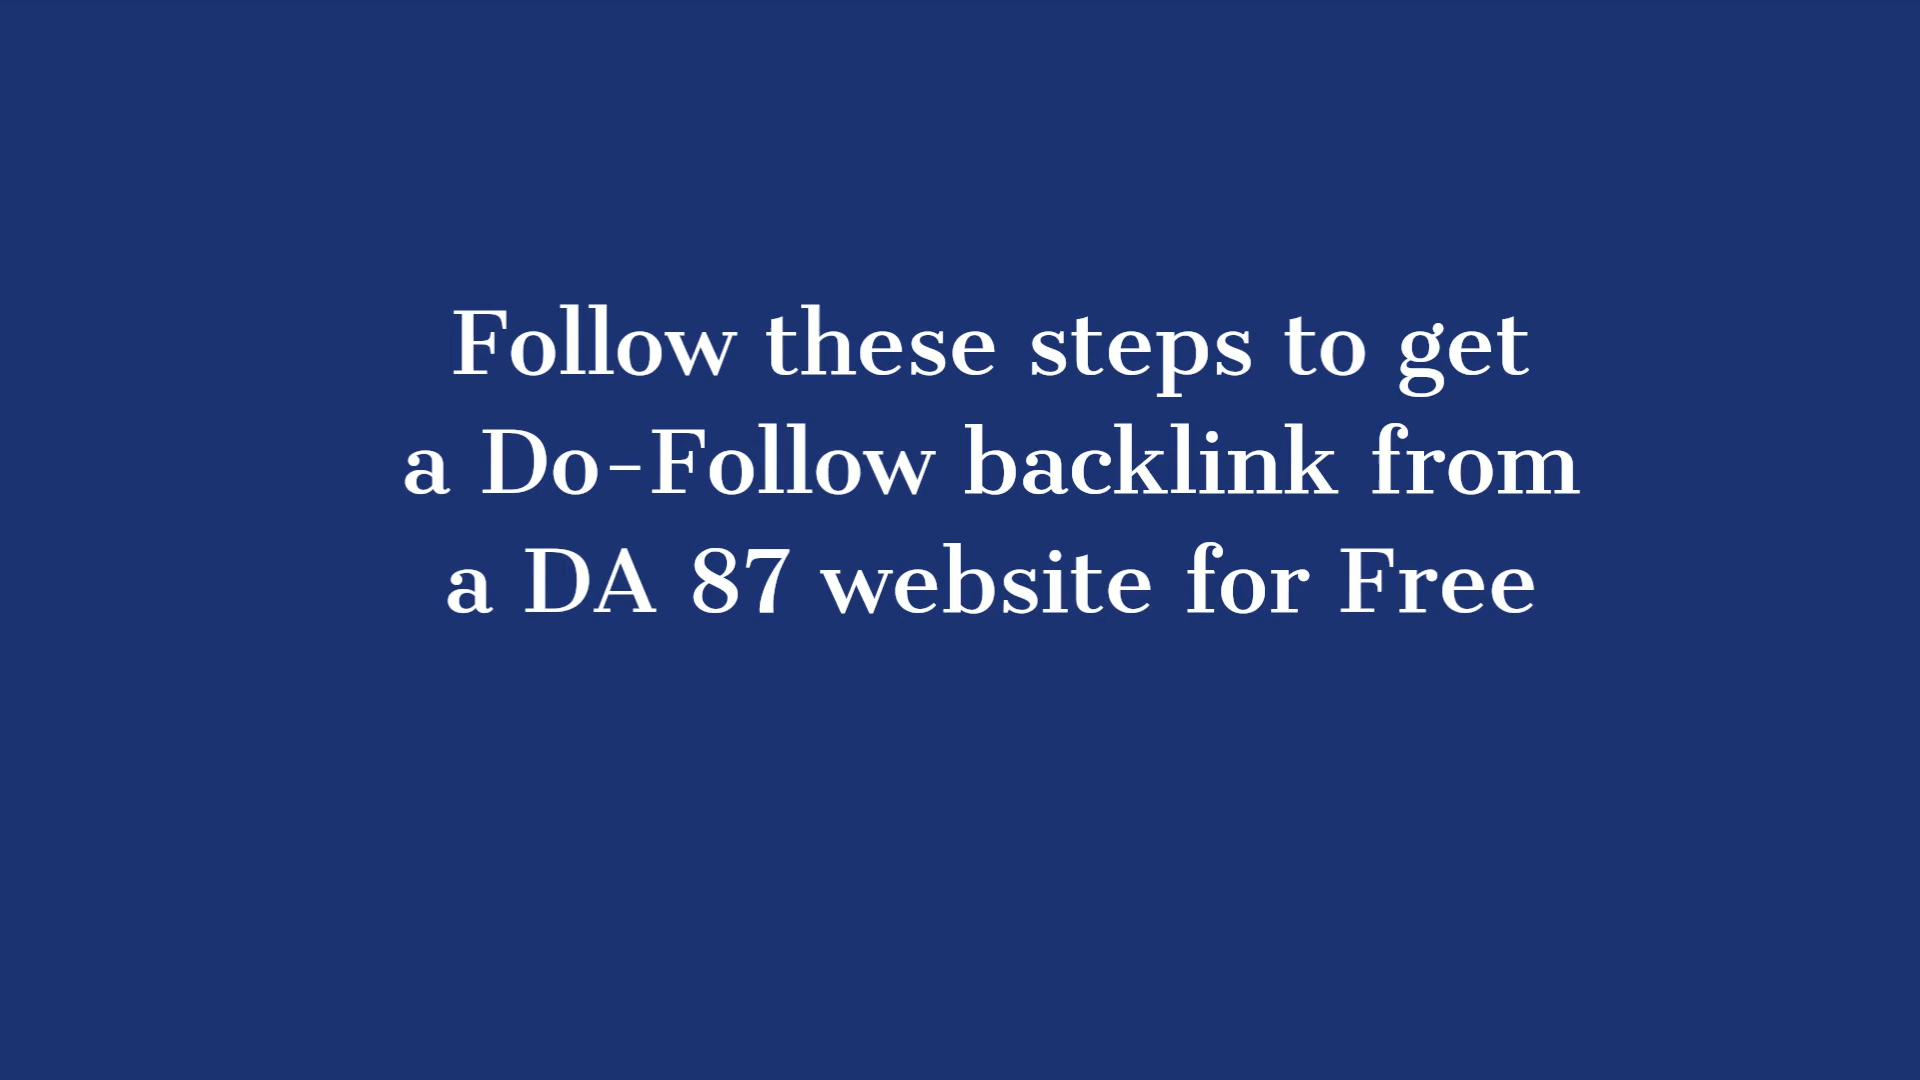 Follow these steps to get
a Do-Follow backlink from
a DA 87 website for Free